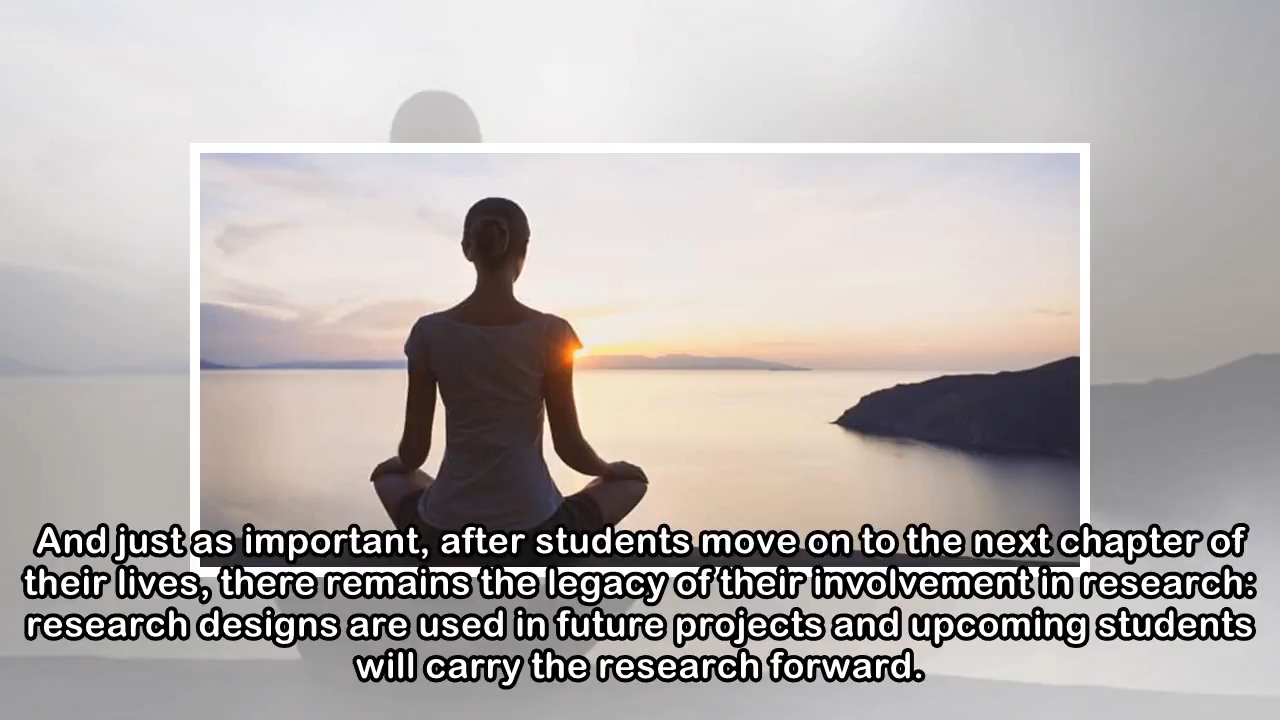 And just as important, after students move on to the next chapter of
their lives, there remains the legacy of their involvement in research:
research designs are used in future projects and upcoming students
will carry the research forward.